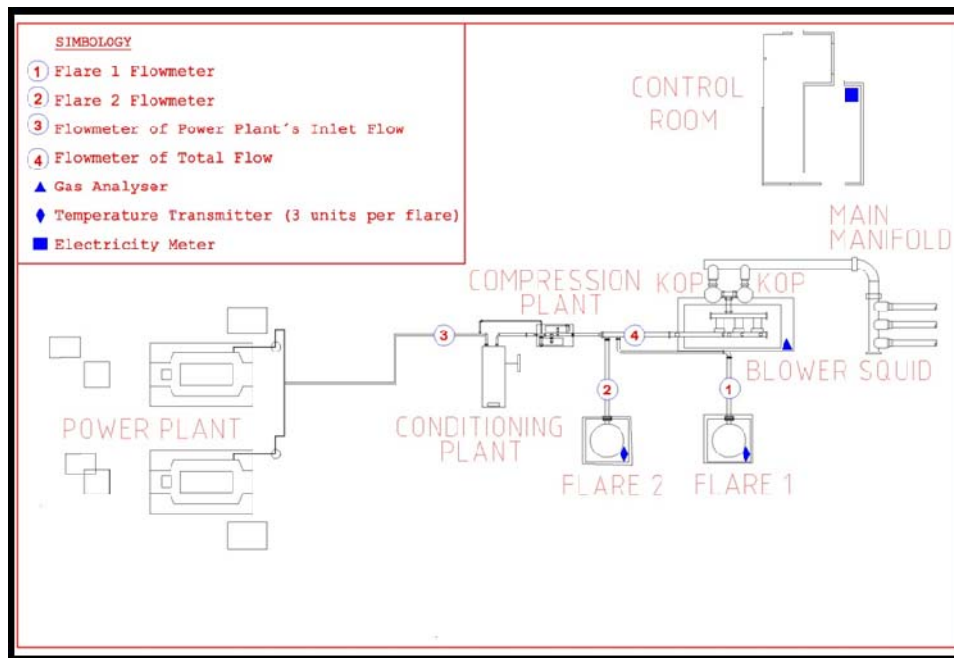 SIMBOLOGY
1 Flare 1 Flowmeter
2 Flare 2 Flowmeter
3 Flowmeter of Power Plant´s Inlet Flow
4 Flowmeter of Total Flow
Gas Analyser
Temperature Transmitter (3 units per flare)
Electricity Meter
CONTROL
ROOM
MAIN
MANIFOLD
COMPRESSION
PLANT
KOP
KOP
3
4
BLOWER SQUID
2
1
POWER PLANT
CONDITIONING
PLANT
FLARE 2
FLARE 1